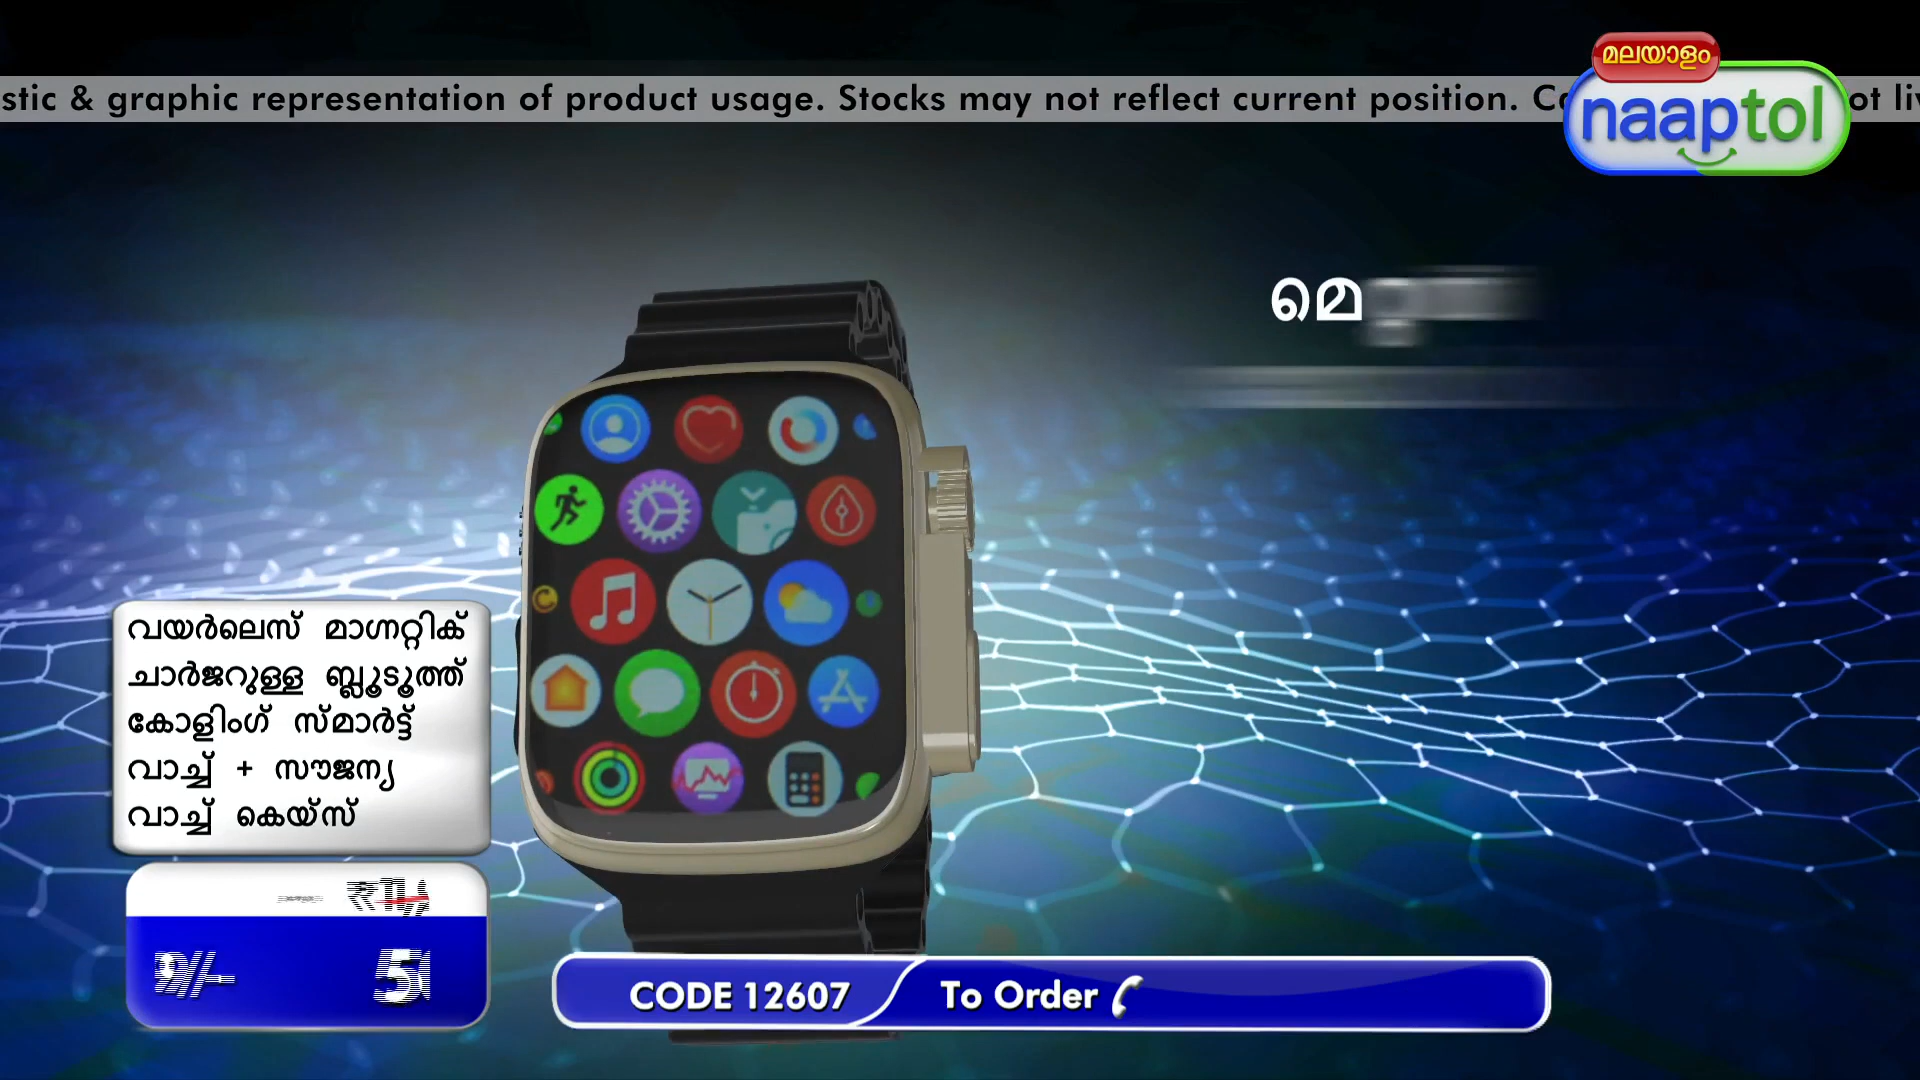 മലയാളം
naaptol
stic & graphic representation of product usage. Stocks may not reflect current position.
വയർലെസ് മാഗ്നറ്റിക്
ചാർജറുള്ള ബ്ലൂടൂത്ത്
കോളിംഗ് സ്മാർട്ട്
വാച്ച് + സൗജന്യ
വാച്ച് കെയ്സ്
CODE 12607 To Order